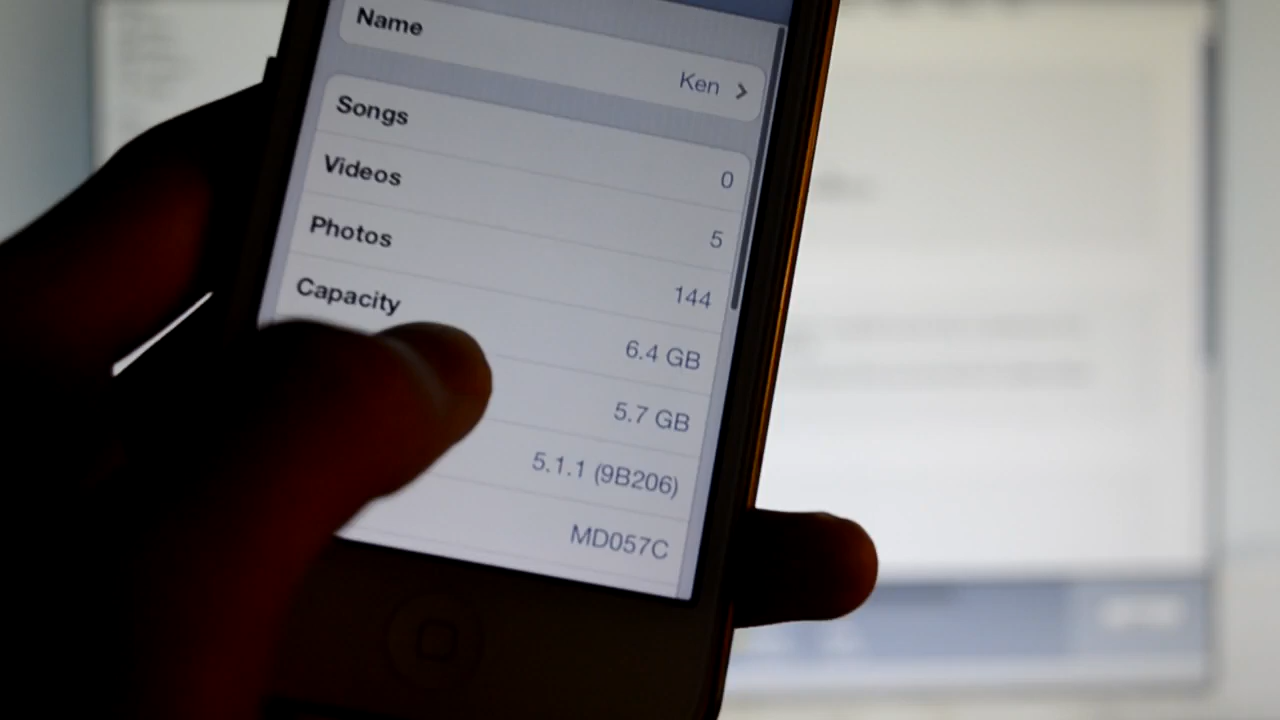 Name
Ken
Songs
0
Videos
5
Photos
144
Capacity
6.4 GB
5.7 GB
5.1.1 (9B206)
MD057C